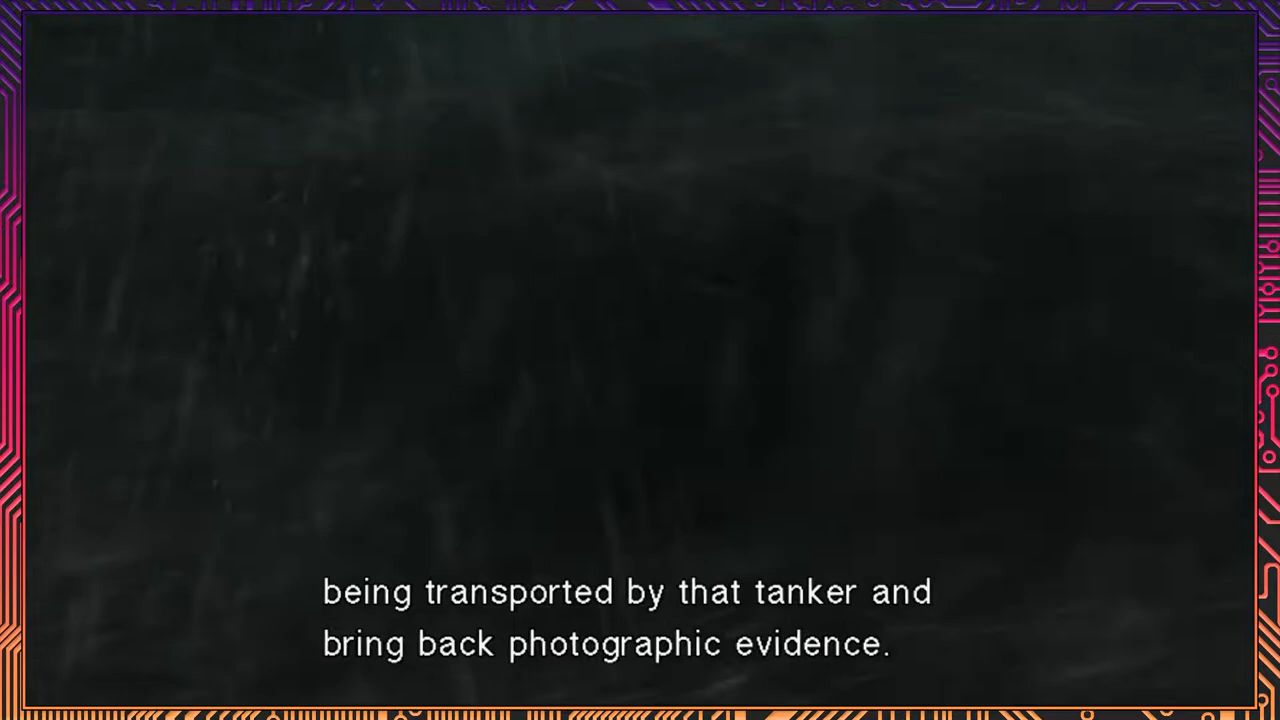 being transported by that tanker and
bring back photographic evidence.